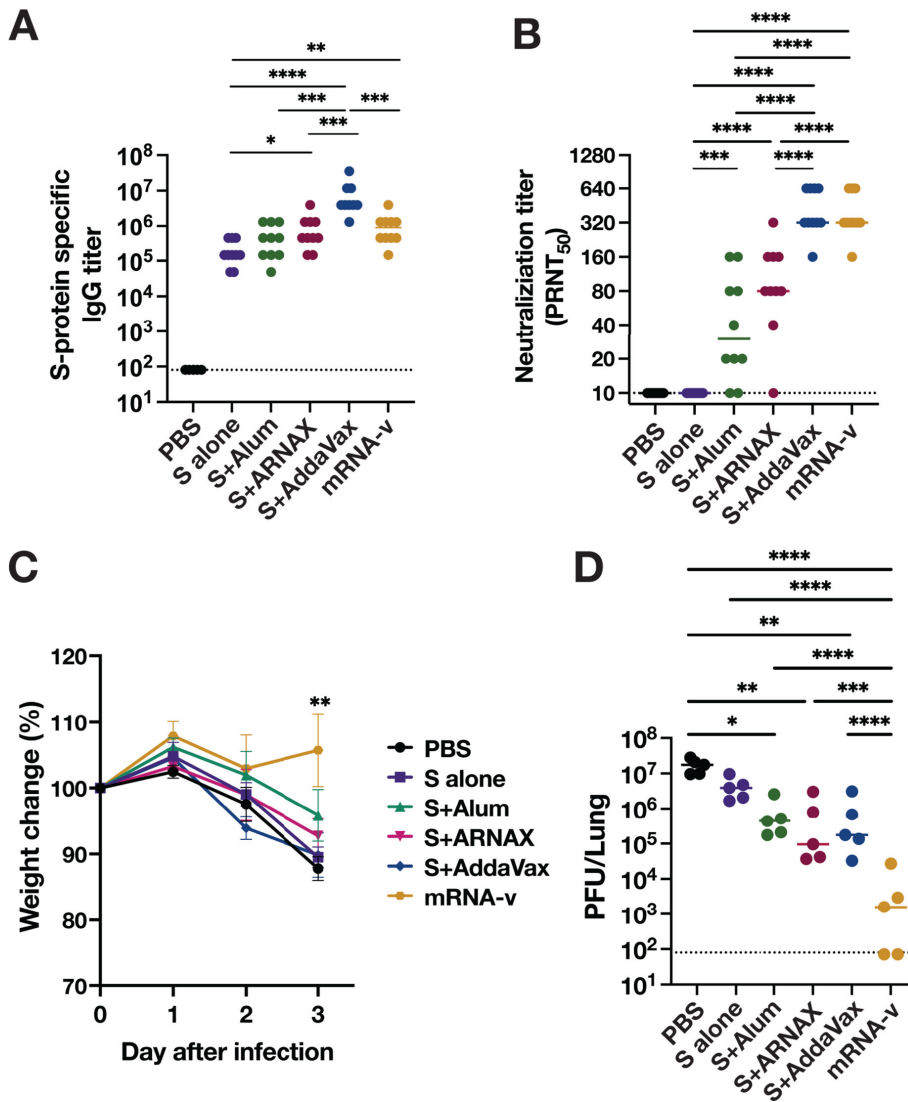 A
**
****
*** ***
***
*
S-protein specific
IgG titer
10^8
10^7
10^6
10^5
10^4
10^3
10^2
10^1
PBS
S alone
S+Alum
S+ARNAX
S+AddaVax
mRNA-v
B
****
****
****
****
**** ****
*** ****
Neutraliziation titer
(PRNT50)
1280
640
320
160
80
40
20
10
PBS
S alone
S+Alum
S+ARNAX
S+AddaVax
mRNA-v
C
Weight change (%)
120
110
100
90
80
70
**
0 1 2 3
Day after infection
PBS
S alone
S+Alum
S+ARNAX
S+AddaVax
mRNA-v
D
****
****
**
****
** ***
* ****
PFU/Lung
10^8
10^7
10^6
10^5
10^4
10^3
10^2
10^1
PBS
S alone
S+Alum
S+ARNAX
S+AddaVax
mRNA-v